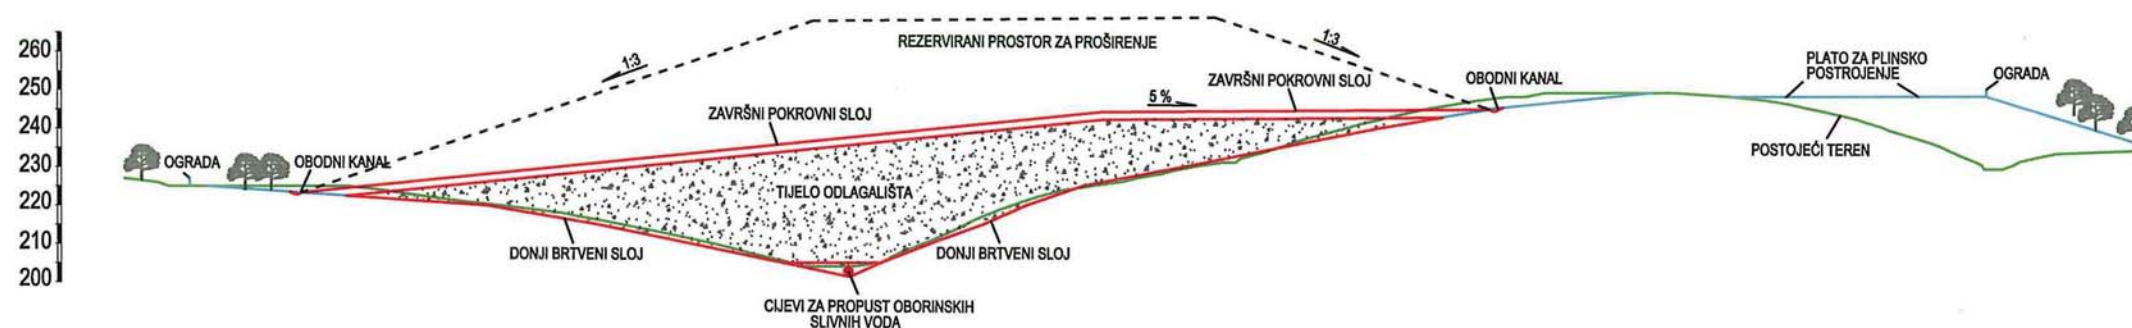 260
250
240
230
220
210
200
1:3
REZERVIRANI PROSTOR ZA PROŠIRENJE
1:3
ZAVRŠNI POKROVNI SLOJ
5 %
ZAVRŠNI POKROVNI SLOJ
OBODNI KANAL
PLATO ZA PLINSKO
POSTROJENJE
OGRADA
OGRADA
OBODNI KANAL
TIJELO ODLAGALIŠTA
POSTOJEĆI TEREN
DONJI BRTVENI SLOJ
DONJI BRTVENI SLOJ
CIJEVI ZA PROPUST OBORINSKIH
SLIVNIH VODA